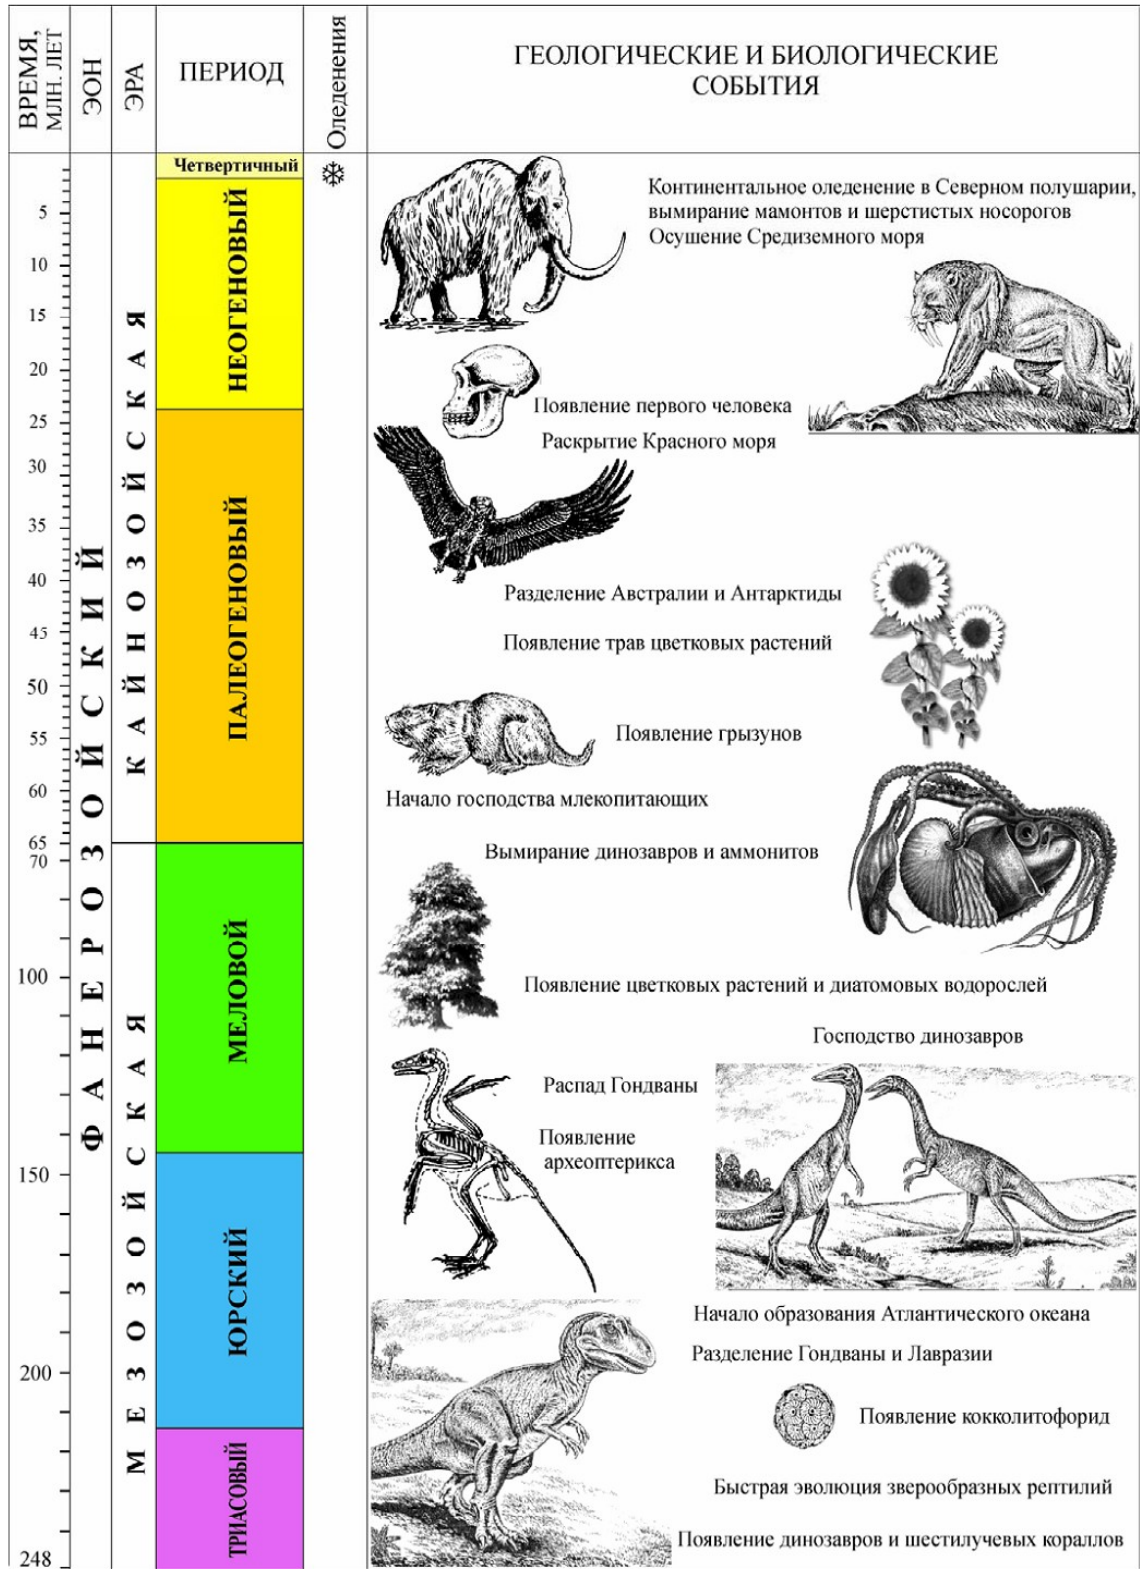 ВРЕМЯ,
МЛН. ЛЕТ
ЭОН
ЭРА
ПЕРИОД
Оледенения
ГЕОЛОГИЧЕСКИЕ И БИОЛОГИЧЕСКИЕ
СОБЫТИЯ
5
10
15
20
25
30
35
40
45
50
55
60
65
70
100
150
200
248
ФАНЕРОЗОЙСКИЙ
КАЙНОЗОЙСКАЯ
МЕЗОЗОЙСКАЯ
Четвертичный
НЕОГЕНОВЫЙ
ПАЛЕОГЕНОВЫЙ
МЕЛОВОЙ
ЮРСКИЙ
ТРИАСОВЫЙ
Континентальное оледенение в Северном полушарии,
вымирание мамонтов и шерстистых носорогов
Осушение Средиземного моря
Появление первого человека
Раскрытие Красного моря
Разделение Австралии и Антарктиды
Появление трав цветковых растений
Появление грызунов
Начало господства млекопитающих
Вымирание динозавров и аммонитов
Появление цветковых растений и диатомовых водорослей
Господство динозавров
Распад Гондваны
Появление
археоптерикса
Начало образования Атлантического океана
Разделение Гондваны и Лавразии
Появление кокколитофорид
Быстрая эволюция зверообразных рептилий
Появление динозавров и шестилучевых кораллов